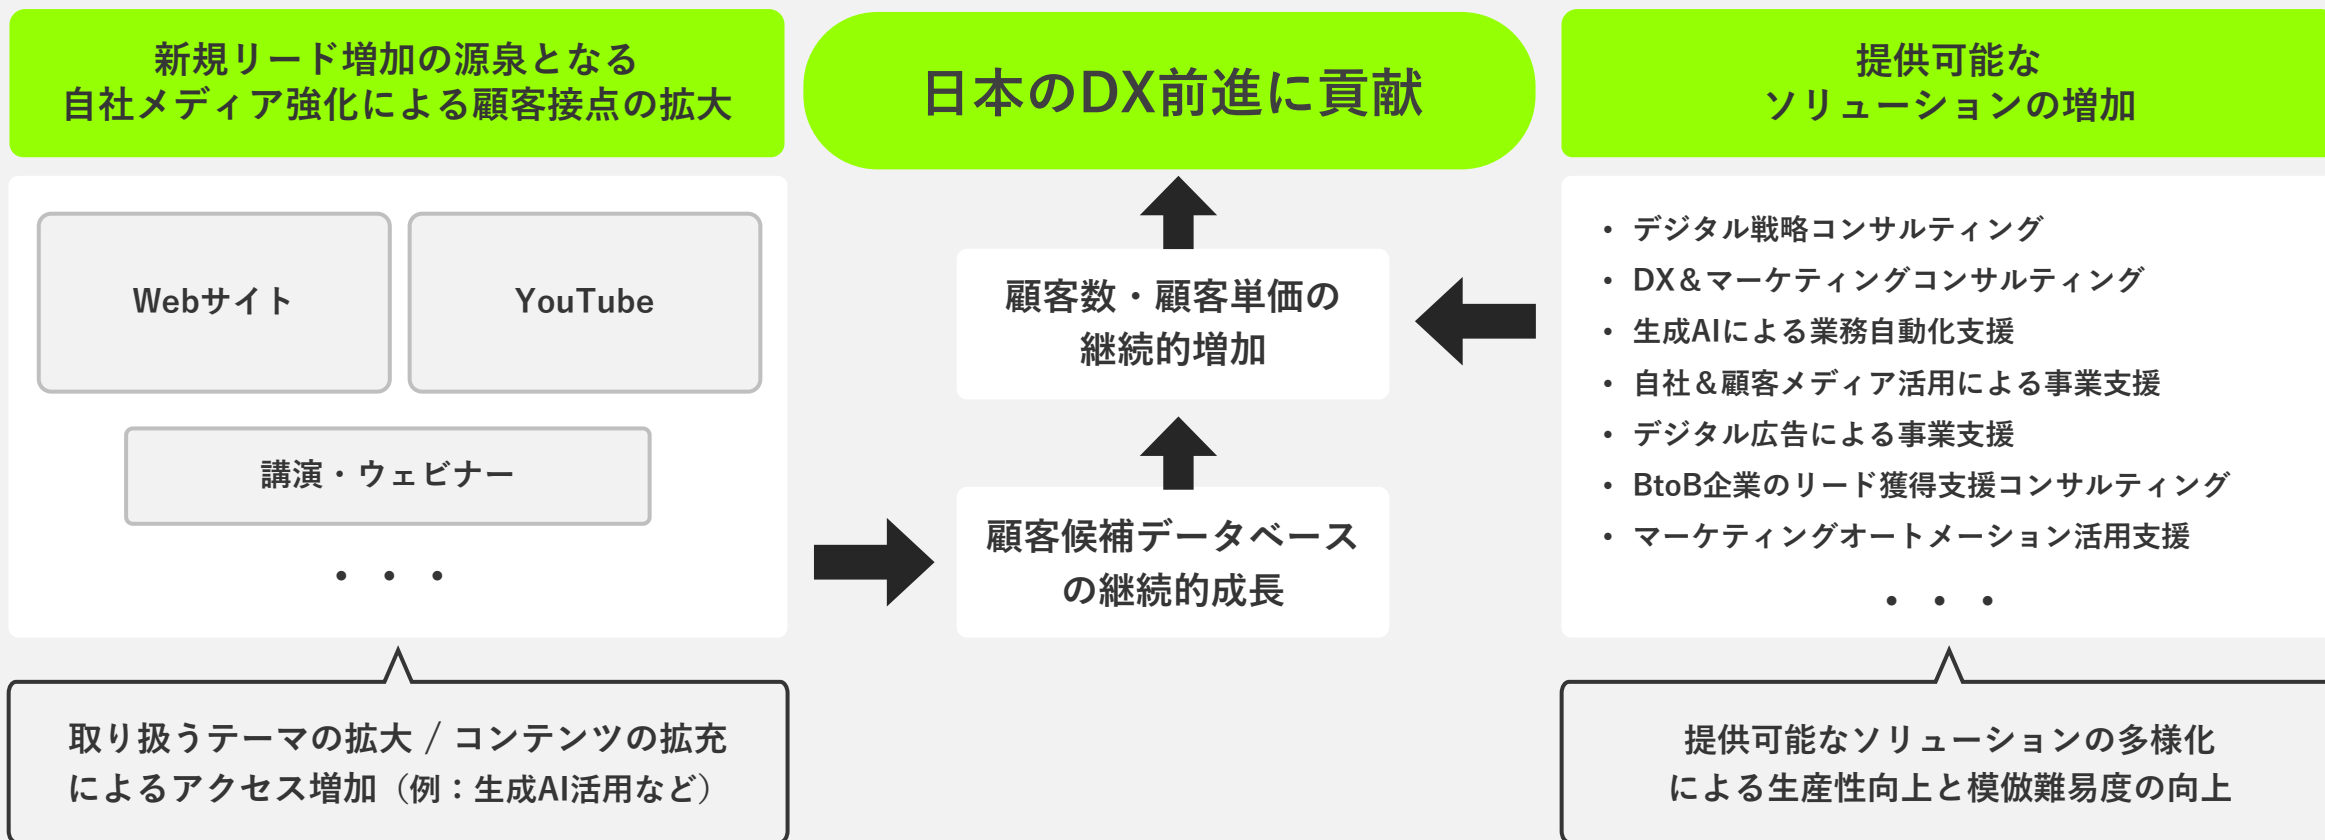 新規リード増加の源泉となる
自社メディア強化による顧客接点の拡大
Webサイト
YouTube
講演・ウェビナー
・・・
取り扱うテーマの拡大 / コンテンツの拡充
によるアクセス増加（例：生成AI活用など）
日本のDX前進に貢献
顧客数・顧客単価の
継続的増加
顧客候補データベース
の継続的成長
提供可能な
ソリューションの増加
• デジタル戦略コンサルティング
• DX＆マーケティングコンサルティング
• 生成AIによる業務自動化支援
• 自社＆顧客メディア活用による事業支援
• デジタル広告による事業支援
• BtoB企業のリード獲得支援コンサルティング
• マーケティングオートメーション活用支援
・・・
提供可能なソリューションの多様化
による生産性向上と模倣難易度の向上